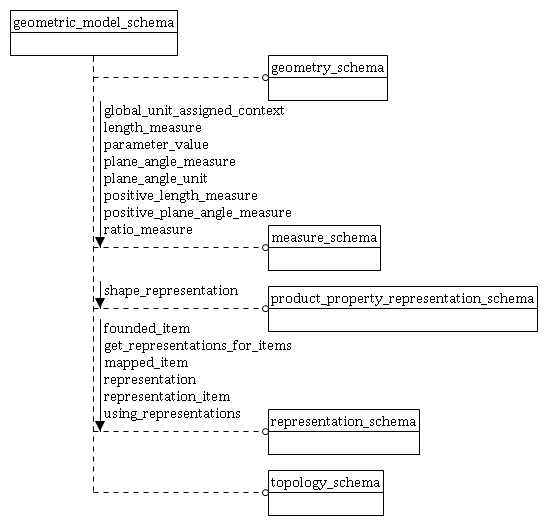 geometric_model_schema
geometry_schema
global_unit_assigned_context
length_measure
parameter_value
plane_angle_measure
plane_angle_unit
positive_length_measure
positive_plane_angle_measure
ratio_measure
measure_schema
shape_representation
product_property_representation_schema
founded_item
get_representations_for_items
mapped_item
representation
representation_item
using_representations
representation_schema
topology_schema